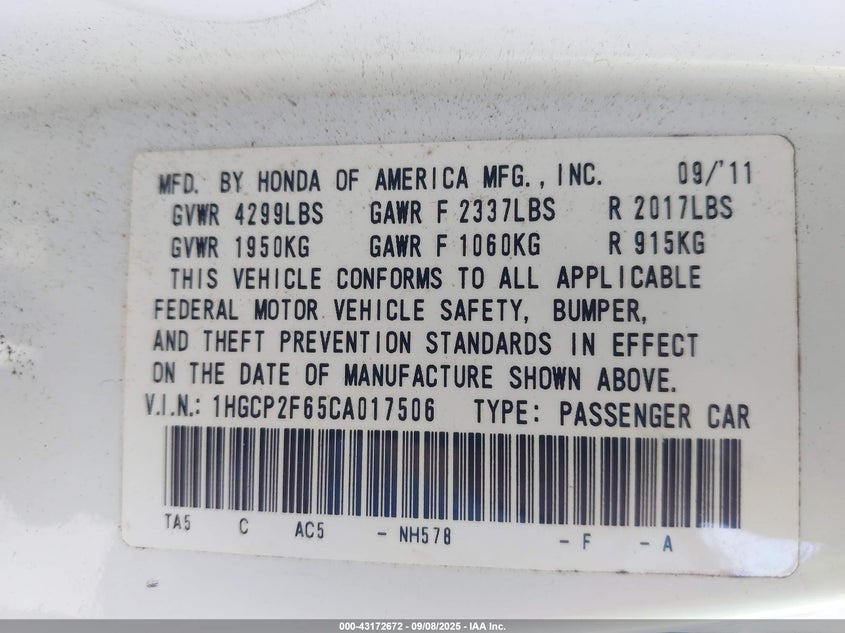 MFD. BY HONDA OF AMERICA MFG., INC. 09/'11
GVWR 4299LBS GAWR F 2337LBS R 2017LBS
GVWR 1950KG GAWR F 1060KG R 915KG
THIS VEHICLE CONFORMS TO ALL APPLICABLE
FEDERAL MOTOR VEHICLE SAFETY, BUMPER,
AND THEFT PREVENTION STANDARDS IN EFFECT
ON THE DATE OF MANUFACTURE SHOWN ABOVE.
V.I.N.: 1HGCP2F65CA017506 TYPE: PASSENGER CAR
TA5 C AC5 - NH578 - F - A
000-43172672 - 09/08/2025 - IAA Inc.